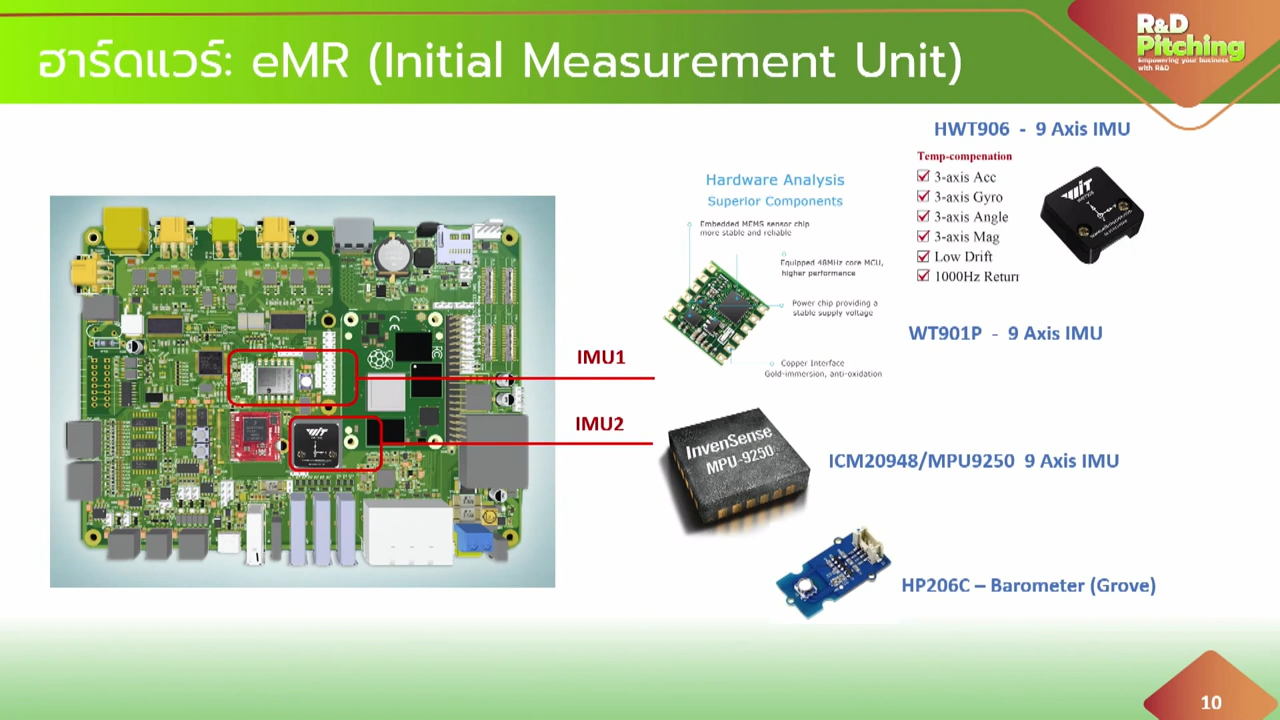 ฮาร์ดแวร์: eMR (Initial Measurement Unit)
R&D
Pitching
Empowering your business
with R&D
HWT906 - 9 Axis IMU
Temp-compenation
3-axis Acc
3-axis Gyro
3-axis Angle
3-axis Mag
Low Drift
1000Hz Return
Hardware Analysis
Superior Components
Embedded MEMS sensor chip
more stable and reliable
Equipped 48MHz core MCU,
higher performance
Power chip providing a
stable supply voltage
Copper Interface
Gold-immersion, anti-oxidation
WT901P - 9 Axis IMU
IMU1
IMU2
InvenSense
MPU-9250
ICM20948/MPU9250 9 Axis IMU
HP206C – Barometer (Grove)
10